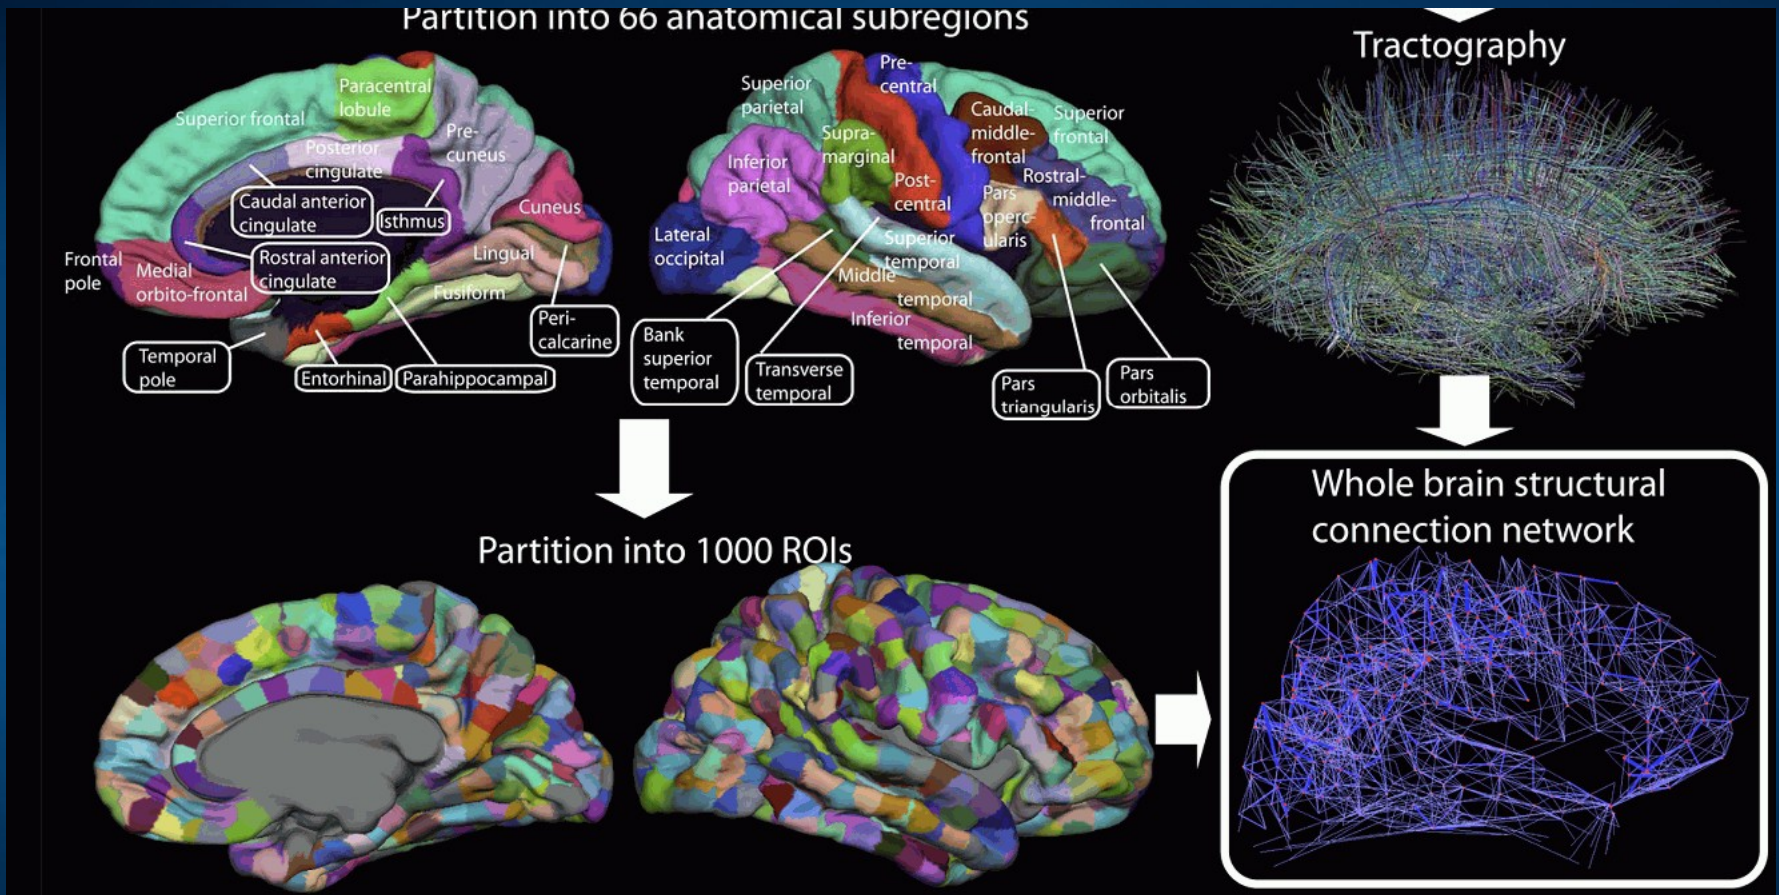 Partition into 66 anatomical subregions
Tractography
Paracentral
lobule
Superior frontal
Pre-
cuneus
Posterior
cingulate
Caudal anterior
cingulate
Isthmus
Cuneus
Rostral anterior
cingulate
Frontal
pole
Medial
orbito-frontal
Lingual
Fusiform
Peri-
calcarine
Temporal
pole
Entorhinal
Parahippocampal
Superior
parietal
Pre-
central
Caudal-
middle-
frontal
Superior
frontal
Supra-
marginal
Inferior
parietal
Post-
central
Pars
operc-
ularis
Rostral-
middle-
frontal
Lateral
occipital
Superior
temporal
Middle
temporal
Inferior
temporal
Bank
superior
temporal
Transverse
temporal
Pars
triangularis
Pars
orbitalis
Partition into 1000 ROIs
Whole brain structural
connection network